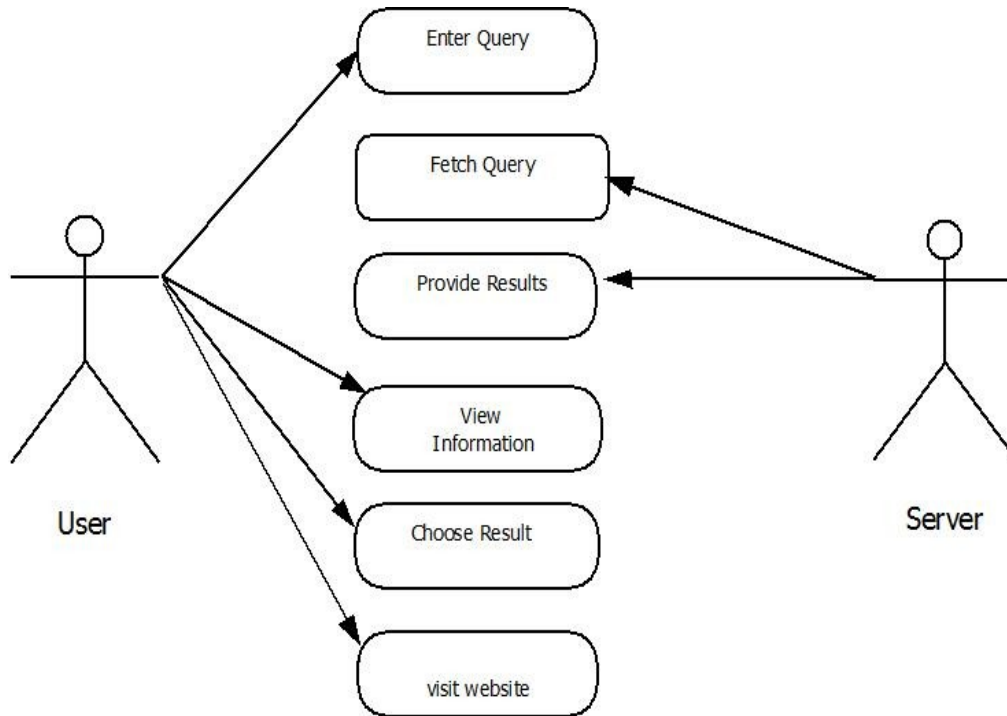 Enter Query
Fetch Query
Provide Results
View
Information
Choose Result
visit website
User
Server